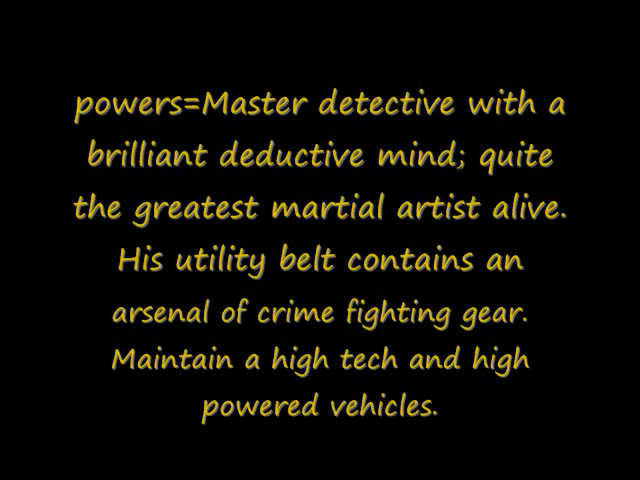 powers=Master detective with a
brilliant deductive mind; quite
the greatest martial artist alive.
His utility belt contains an
arsenal of crime fighting gear.
Maintain a high tech and high
powered vehicles.